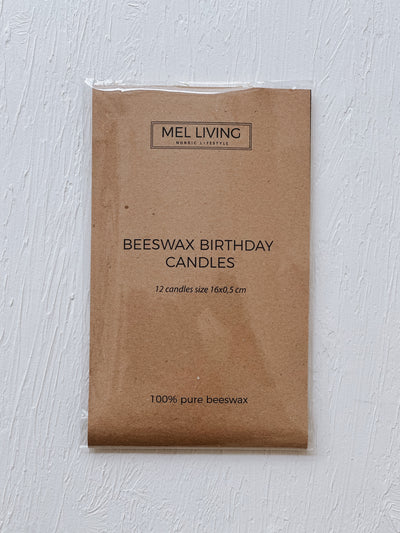 MEL LIVING
NORDIC LIFESTYLE
BEESWAX BIRTHDAY
CANDLES
12 candles size 16x0,5 cm
100% pure beeswax